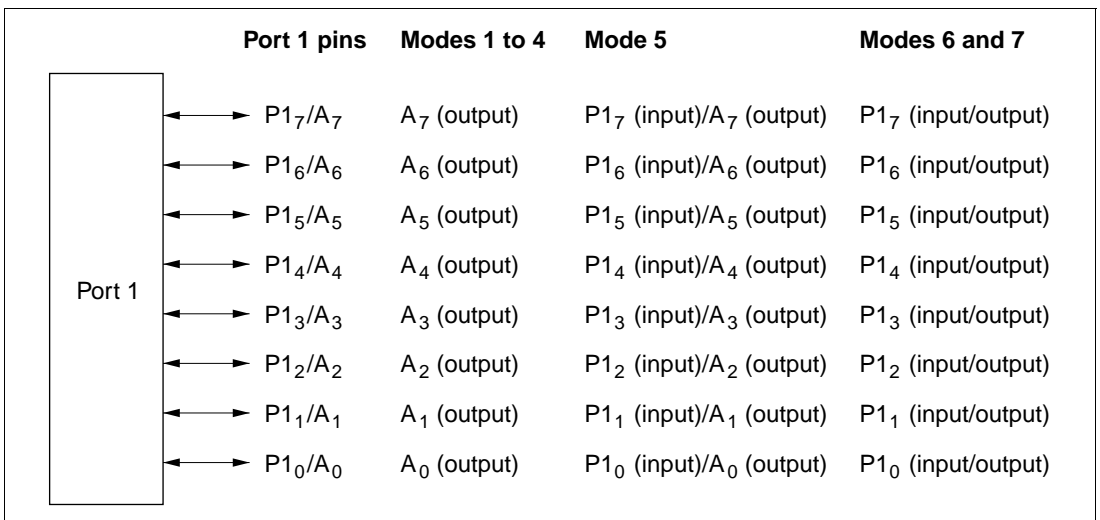 Port 1 pins Modes 1 to 4 Mode 5 Modes 6 and 7
P1₇/A₇ A₇ (output) P1₇ (input)/A₇ (output) P1₇ (input/output)
P1₆/A₆ A₆ (output) P1₆ (input)/A₆ (output) P1₆ (input/output)
P1₅/A₅ A₅ (output) P1₅ (input)/A₅ (output) P1₅ (input/output)
P1₄/A₄ A₄ (output) P1₄ (input)/A₄ (output) P1₄ (input/output)
Port 1
P1₃/A₃ A₃ (output) P1₃ (input)/A₃ (output) P1₃ (input/output)
P1₂/A₂ A₂ (output) P1₂ (input)/A₂ (output) P1₂ (input/output)
P1₁/A₁ A₁ (output) P1₁ (input)/A₁ (output) P1₁ (input/output)
P1₀/A₀ A₀ (output) P1₀ (input)/A₀ (output) P1₀ (input/output)